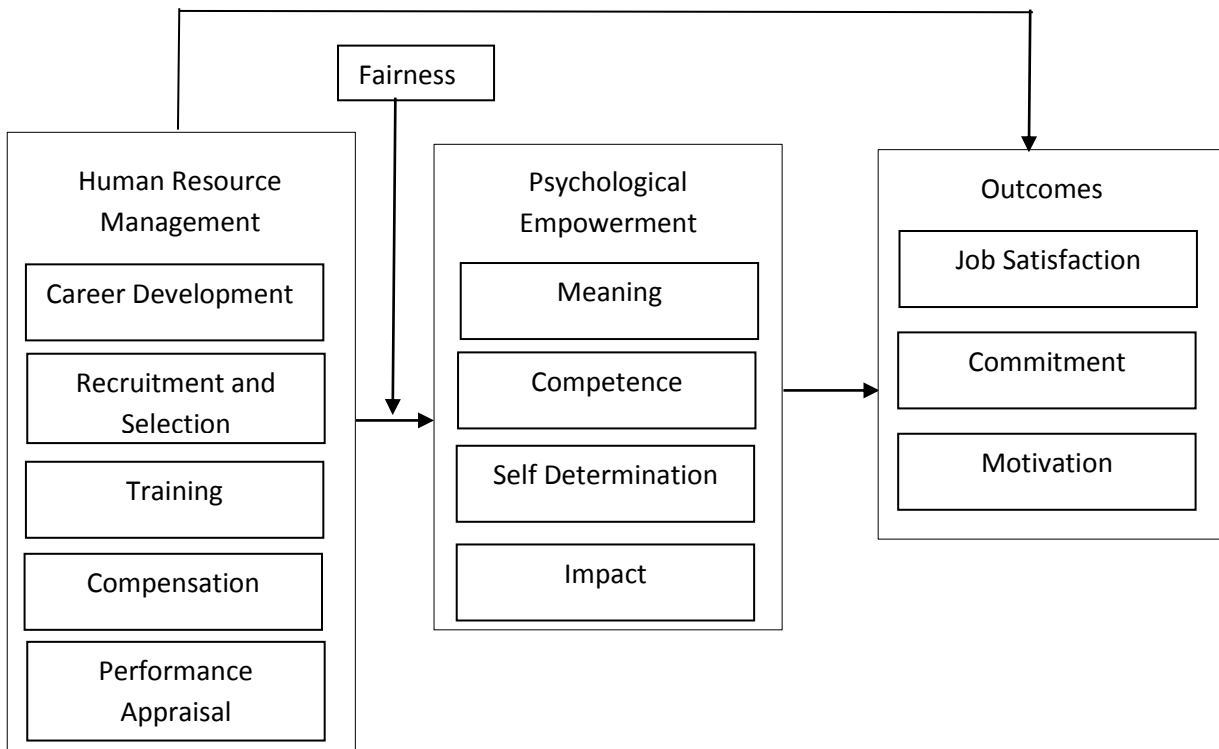 Fairness
Human Resource
Management
Career Development
Recruitment and
Selection
Training
Compensation
Performance
Appraisal
Psychological
Empowerment
Meaning
Competence
Self Determination
Impact
Outcomes
Job Satisfaction
Commitment
Motivation